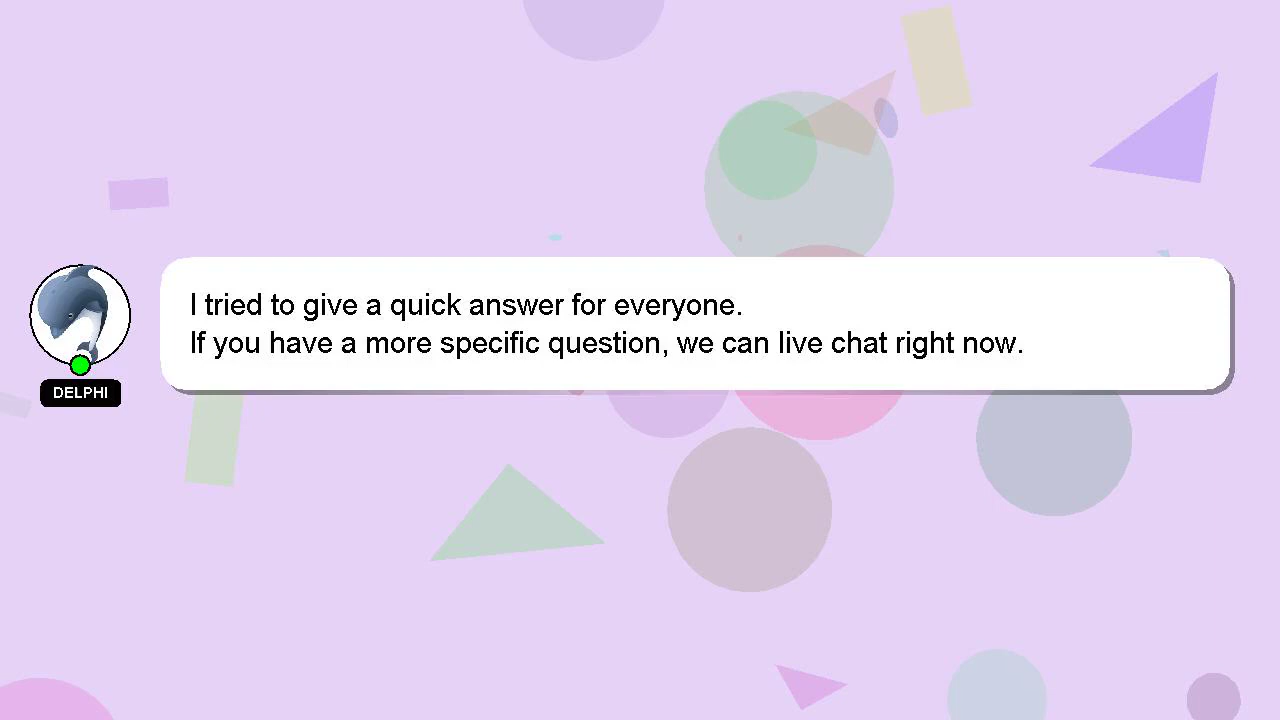 I tried to give a quick answer for everyone.
If you have a more specific question, we can live chat right now.
DELPHI